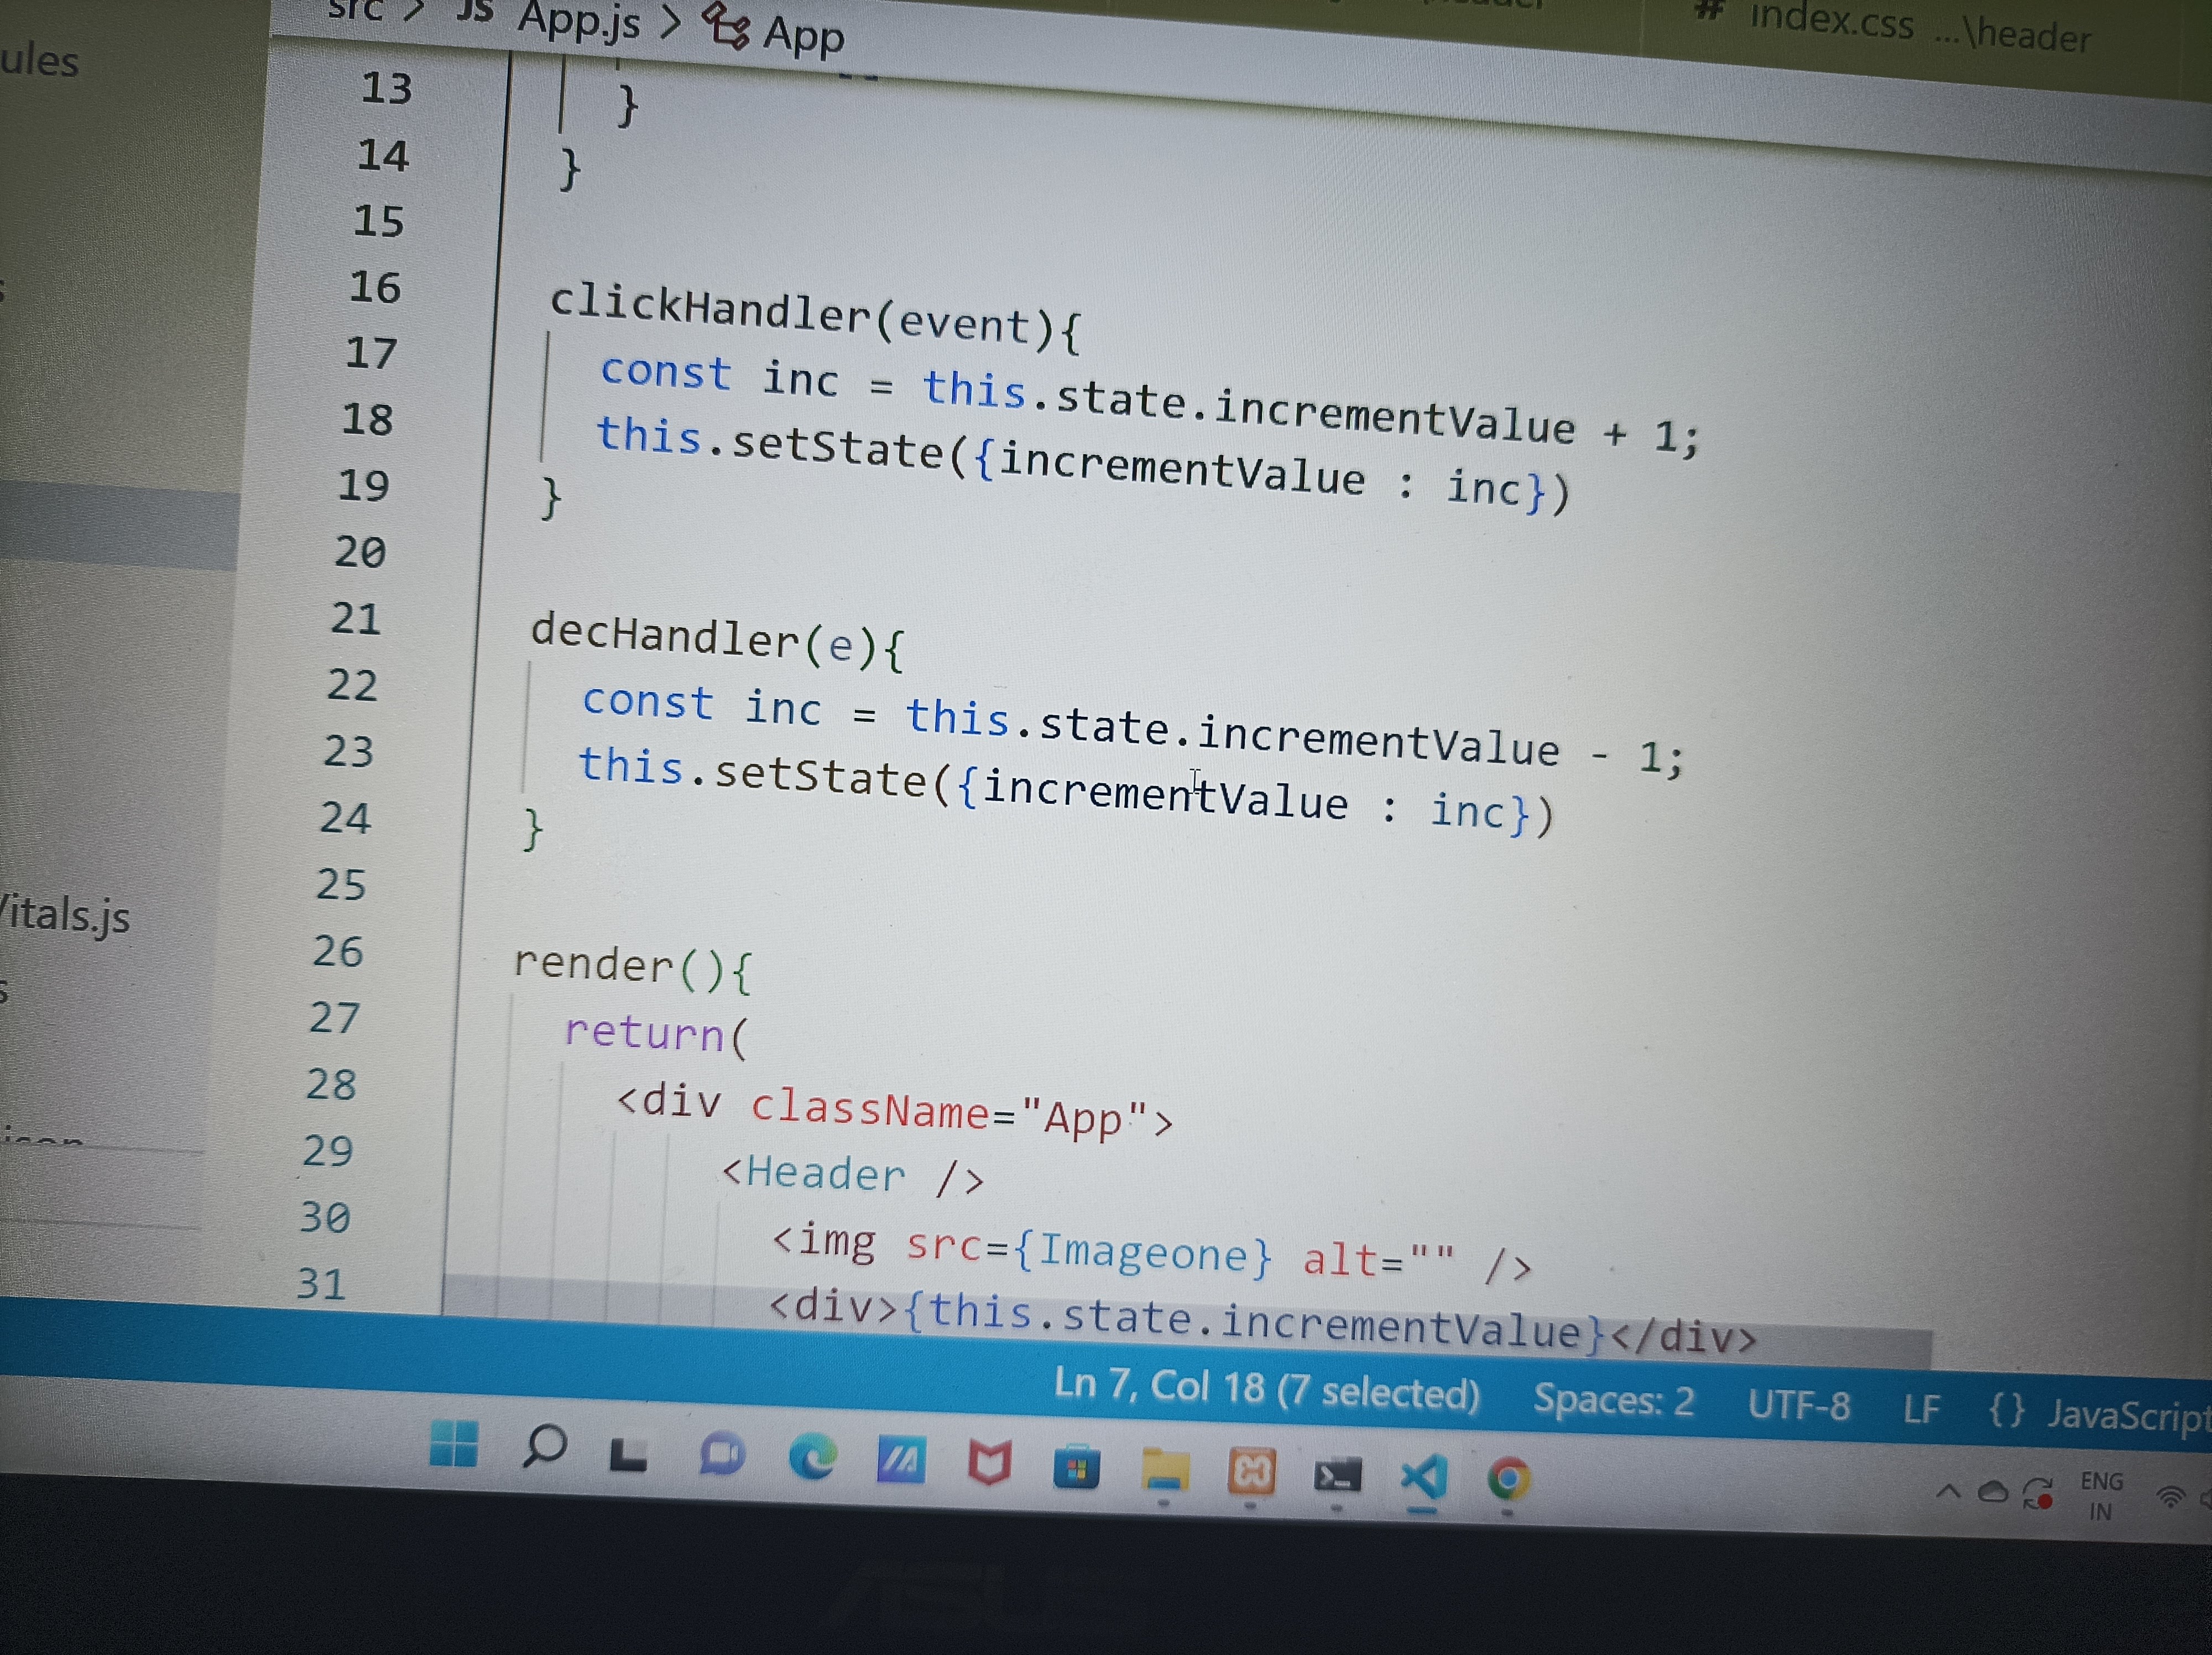 src > JS App.js > App
# index.css ...\header
ules
13 }
14 }
15
16 clickHandler(event){
17 const inc = this.state.incrementValue + 1;
18 this.setState({incrementValue : inc})
19 }
20
21 decHandler(e){
22 const inc = this.state.incrementValue - 1;
23 this.setState({incrementValue : inc})
24 }
25
Vitals.js
26 render(){
27 return(
28 <div className="App">
29 <Header />
30 <img src={Imageone} alt="" />
31 <div>{this.state.incrementValue}</div>
Ln 7, Col 18 (7 selected) Spaces: 2 UTF-8 LF {} JavaScript
ENG
IN